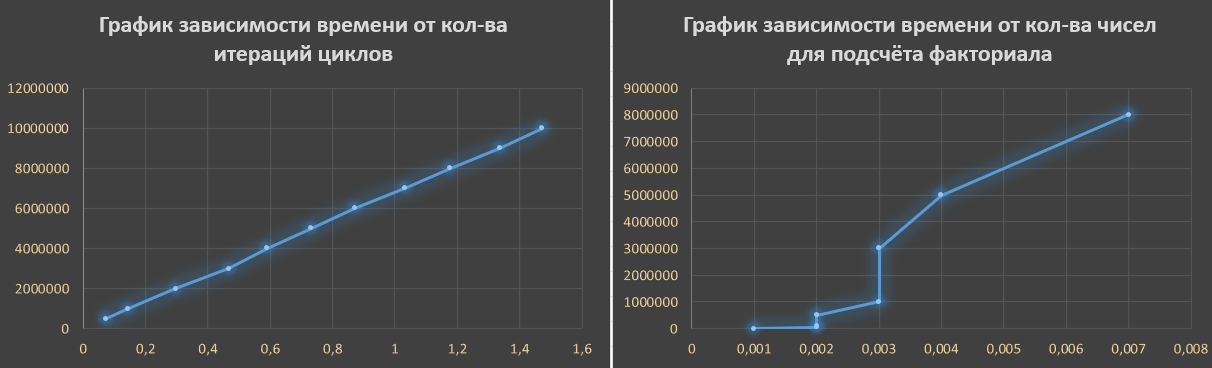 График зависимости времени от кол-ва
итераций циклов
12000000
10000000
8000000
6000000
4000000
2000000
0
0 0,2 0,4 0,6 0,8 1 1,2 1,4 1,6
График зависимости времени от кол-ва чисел
для подсчёта факториала
9000000
8000000
7000000
6000000
5000000
4000000
3000000
2000000
1000000
0
0 0,001 0,002 0,003 0,004 0,005 0,006 0,007 0,008